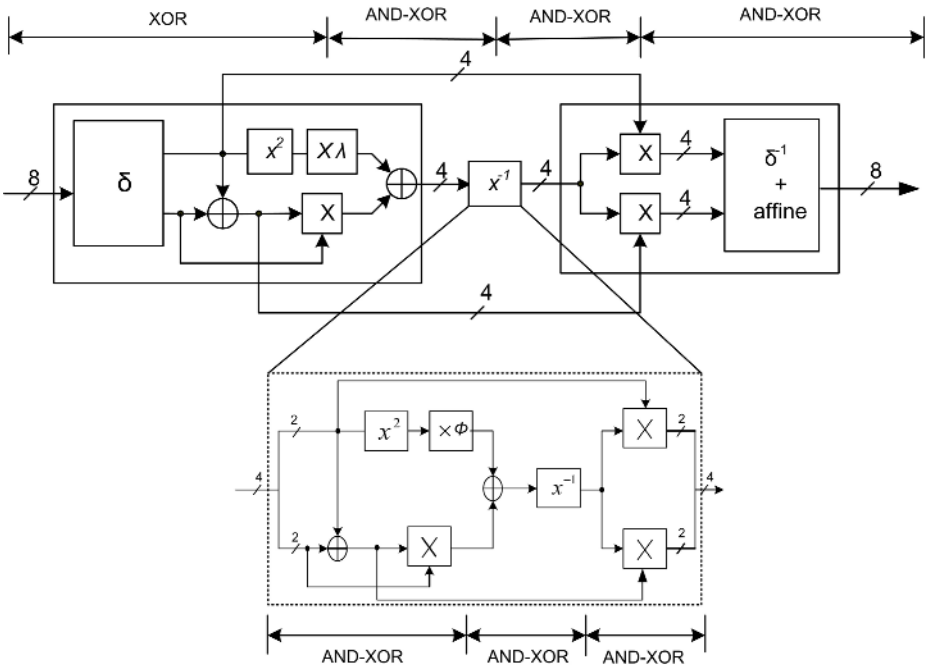 XOR AND-XOR AND-XOR AND-XOR
4
8 δ x² Xλ 4 x⁻¹ 4 X 4 δ⁻¹ + affine 8
X X 4
4
2 x² ×Φ X 2
4 x⁻¹ 4
2 X X 2
AND-XOR AND-XOR AND-XOR